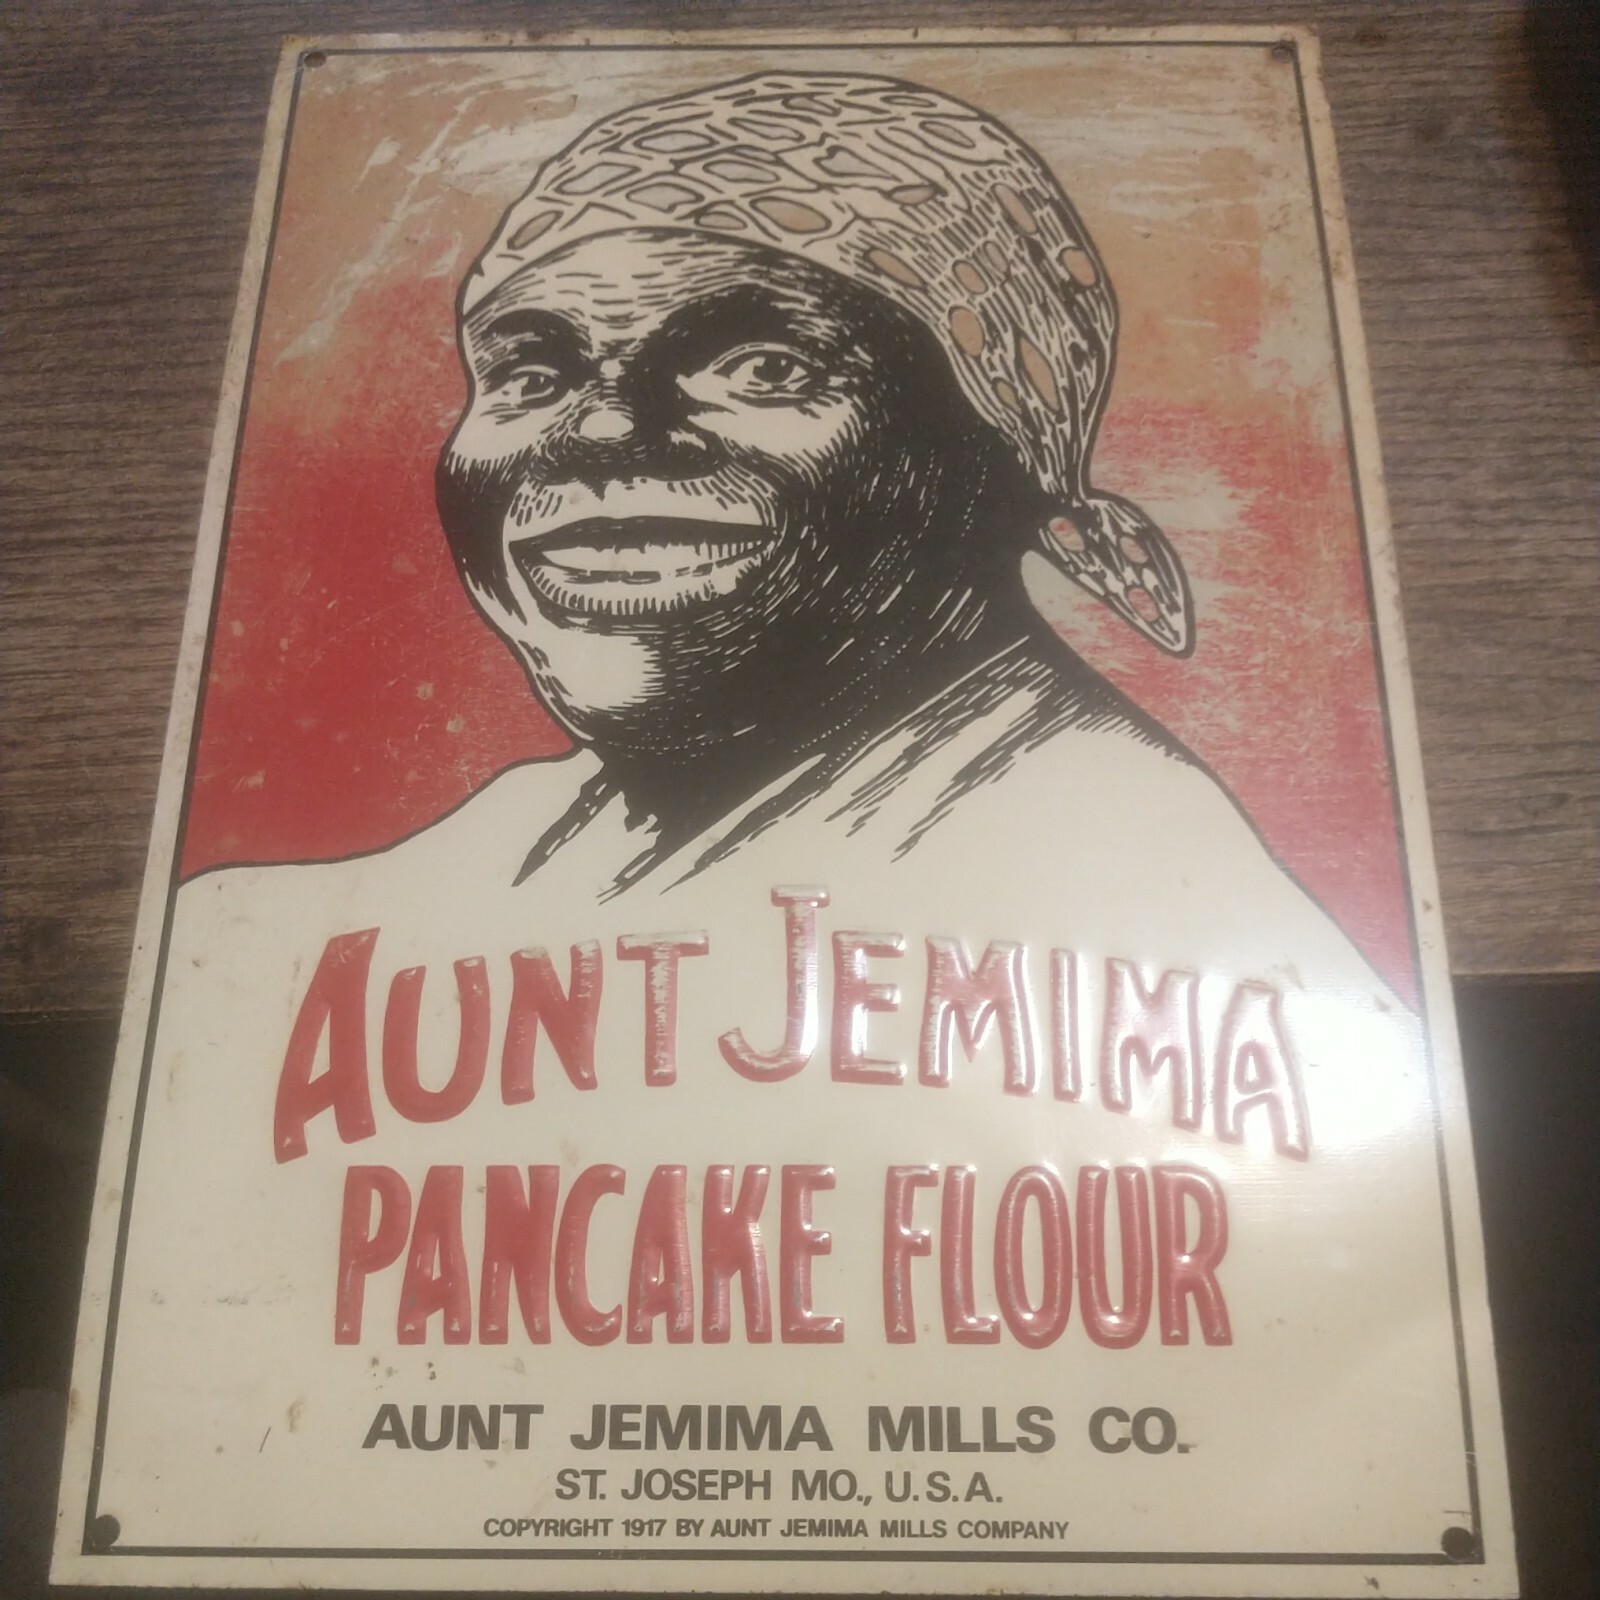 AUNT JEMIMA
PANCAKE FLOUR
AUNT JEMIMA MILLS CO.
ST. JOSEPH MO., U.S.A.
COPYRIGHT 1917 BY AUNT JEMIMA MILLS COMPANY